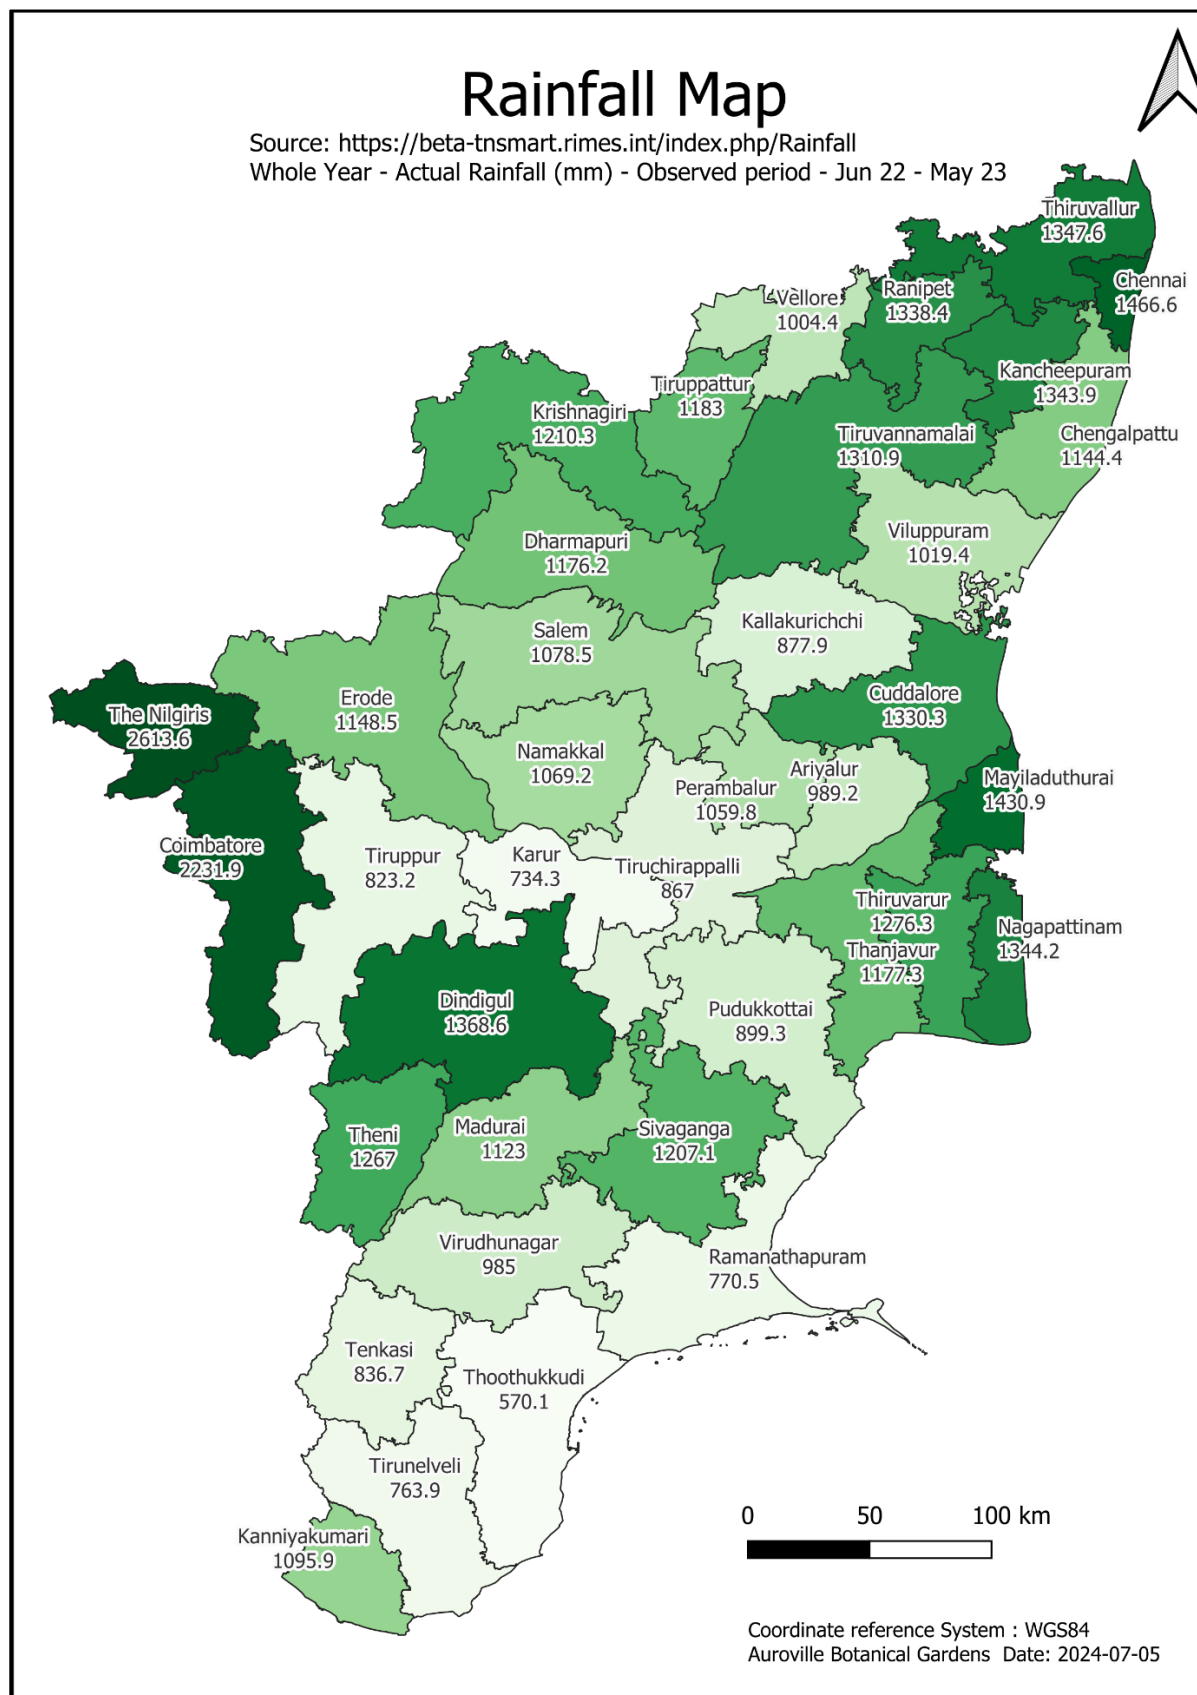 Rainfall Map
Source: https://beta-tnsmart.rimes.int/index.php/Rainfall
Whole Year - Actual Rainfall (mm) - Observed period - Jun 22 - May 23
Thiruvallur
1347.6
Chennai
1466.6
Vellore
1004.4
Ranipet
1338.4
Kancheepuram
1343.9
Tiruppattur
1183
Krishnagiri
1210.3
Tiruvannamalai
1310.9
Chengalpattu
1144.4
Dharmapuri
1176.2
Viluppuram
1019.4
Kallakurichchi
877.9
Salem
1078.5
Erode
1148.5
Cuddalore
1330.3
The Nilgiris
2613.6
Namakkal
1069.2
Perambalur
1059.8
Ariyalur
989.2
Mayiladuthurai
1430.9
Coimbatore
2231.9
Tiruppur
823.2
Karur
734.3
Tiruchirappalli
867
Thiruvarur
1276.3
Nagapattinam
1344.2
Thanjavur
1177.3
Dindigul
1368.6
Pudukkottai
899.3
Theni
1267
Madurai
1123
Sivaganga
1207.1
Virudhunagar
985
Ramanathapuram
770.5
Tenkasi
836.7
Thoothukkudi
570.1
Tirunelveli
763.9
Kanniyakumari
1095.9
0 50 100 km
Coordinate reference System : WGS84
Auroville Botanical Gardens Date: 2024-07-05